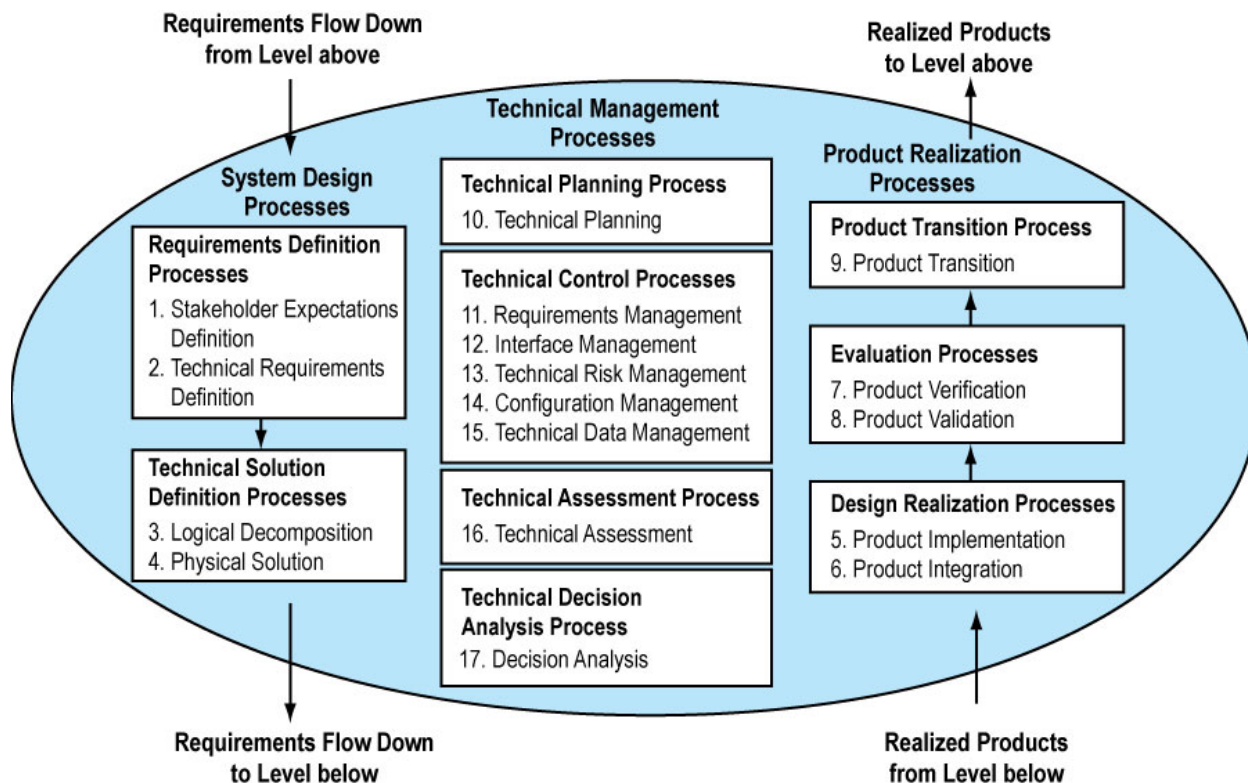 Requirements Flow Down
from Level above
System Design
Processes
Requirements Definition
Processes
1. Stakeholder Expectations
Definition
2. Technical Requirements
Definition
Technical Solution
Definition Processes
3. Logical Decomposition
4. Physical Solution
Requirements Flow Down
to Level below
Technical Management
Processes
Technical Planning Process
10. Technical Planning
Technical Control Processes
11. Requirements Management
12. Interface Management
13. Technical Risk Management
14. Configuration Management
15. Technical Data Management
Technical Assessment Process
16. Technical Assessment
Technical Decision
Analysis Process
17. Decision Analysis
Realized Products
to Level above
Product Realization
Processes
Product Transition Process
9. Product Transition
Evaluation Processes
7. Product Verification
8. Product Validation
Design Realization Processes
5. Product Implementation
6. Product Integration
Realized Products
from Level below